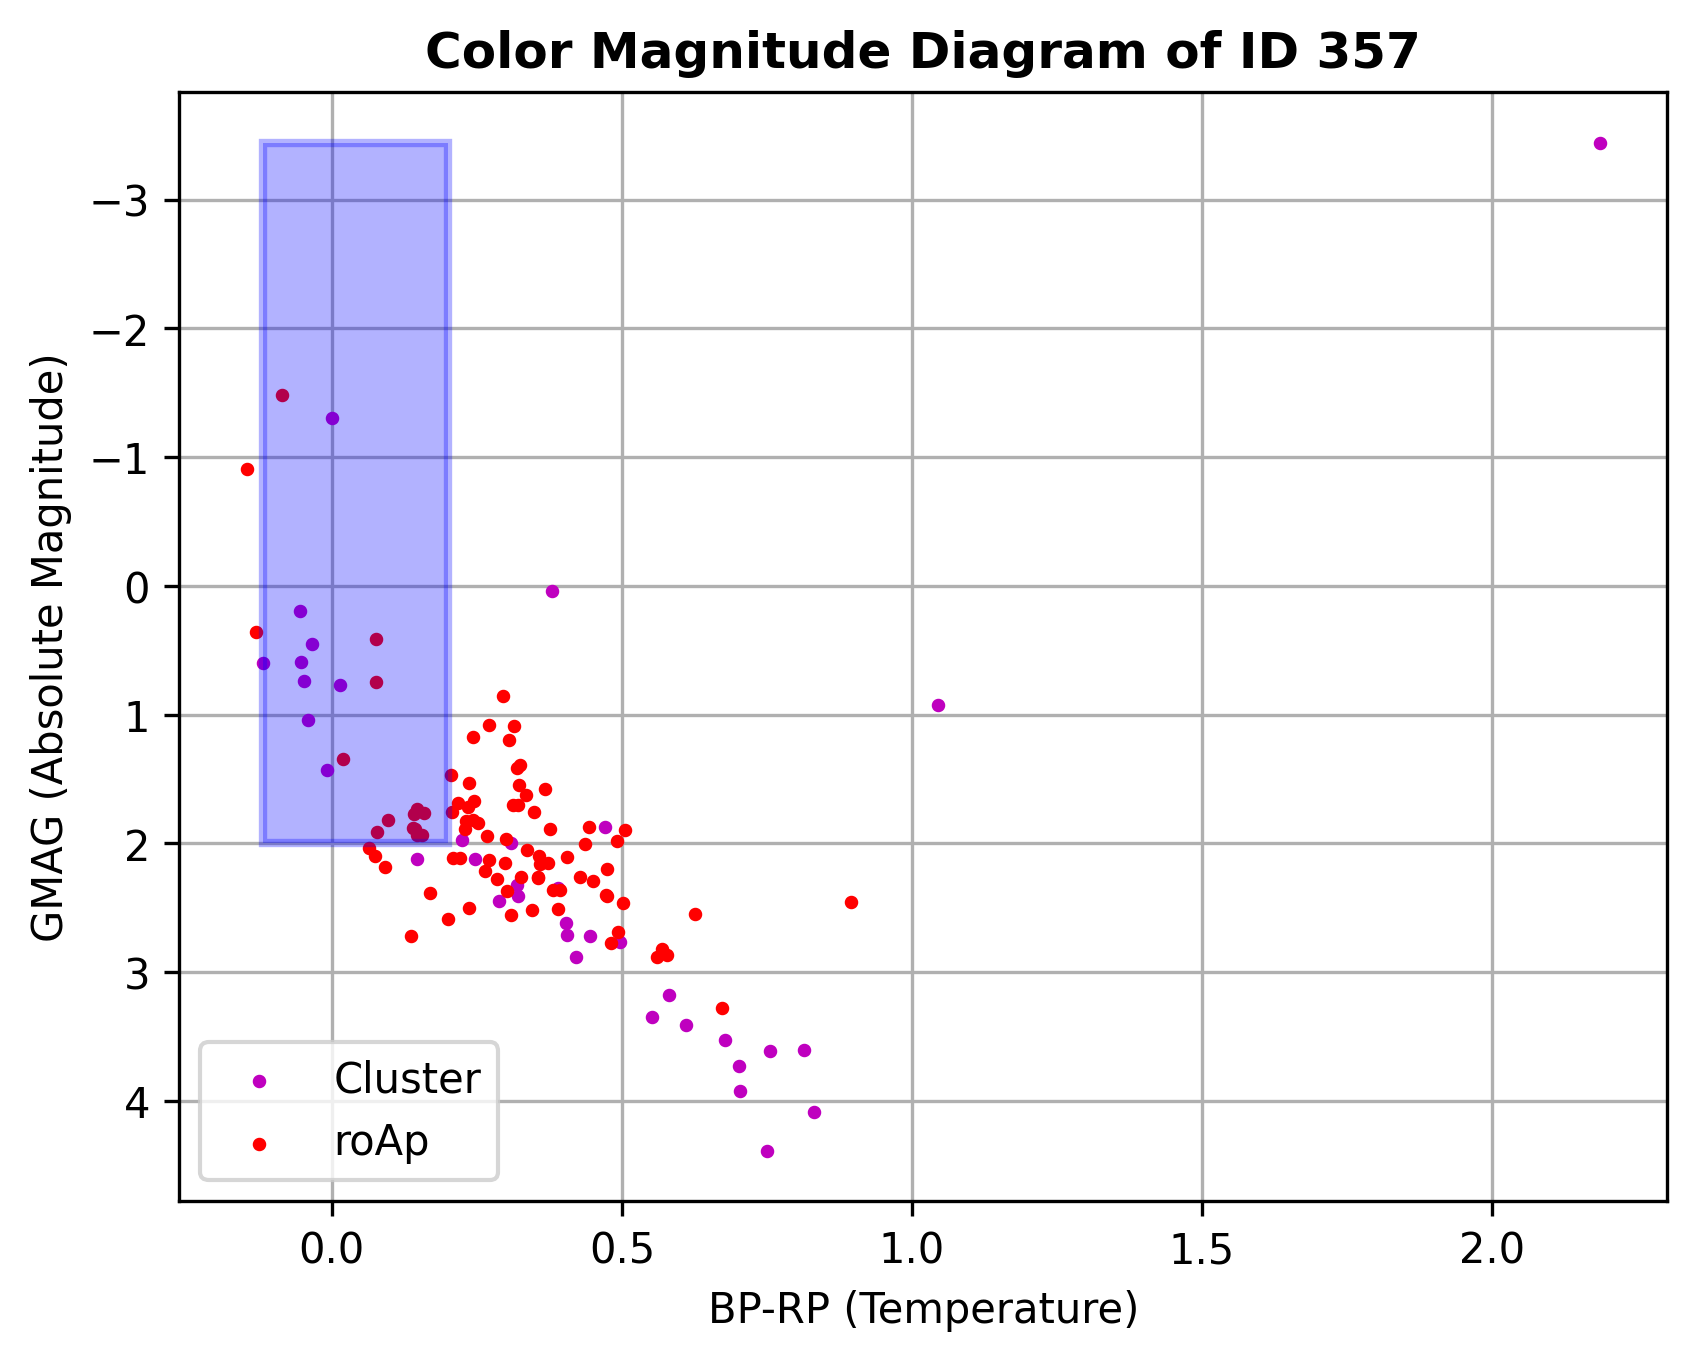 Color Magnitude Diagram of ID 357
GMAG (Absolute Magnitude)
−3
−2
−1
0
1
2
3
4
Cluster
roAp
0.0 0.5 1.0 1.5 2.0
BP-RP (Temperature)